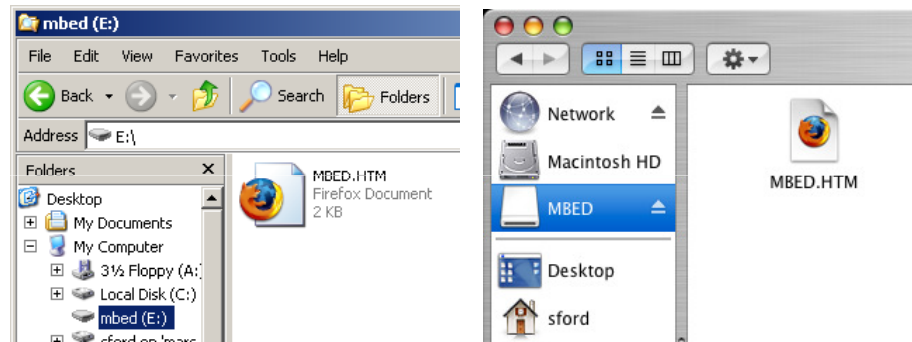 mbed (E:)
File Edit View Favorites Tools Help
Back Search Folders
Address E:\
Folders X
Desktop
My Documents
My Computer
3½ Floppy (A:)
Local Disk (C:)
mbed (E:)
MBED.HTM
Firefox Document
2 KB
Network
Macintosh HD
MBED
Desktop
sford
MBED.HTM